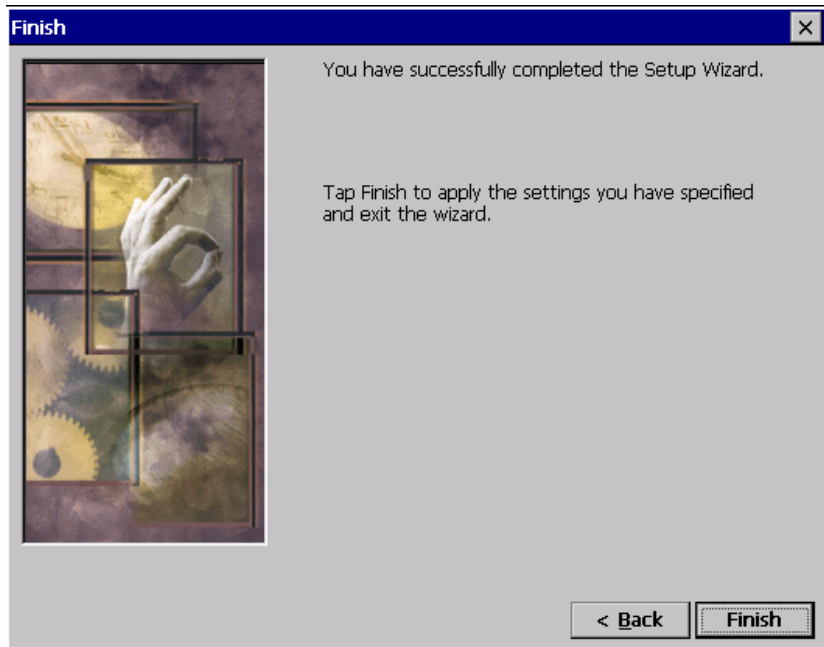 Finish
You have successfully completed the Setup Wizard.
Tap Finish to apply the settings you have specified
and exit the wizard.
< Back
Finish